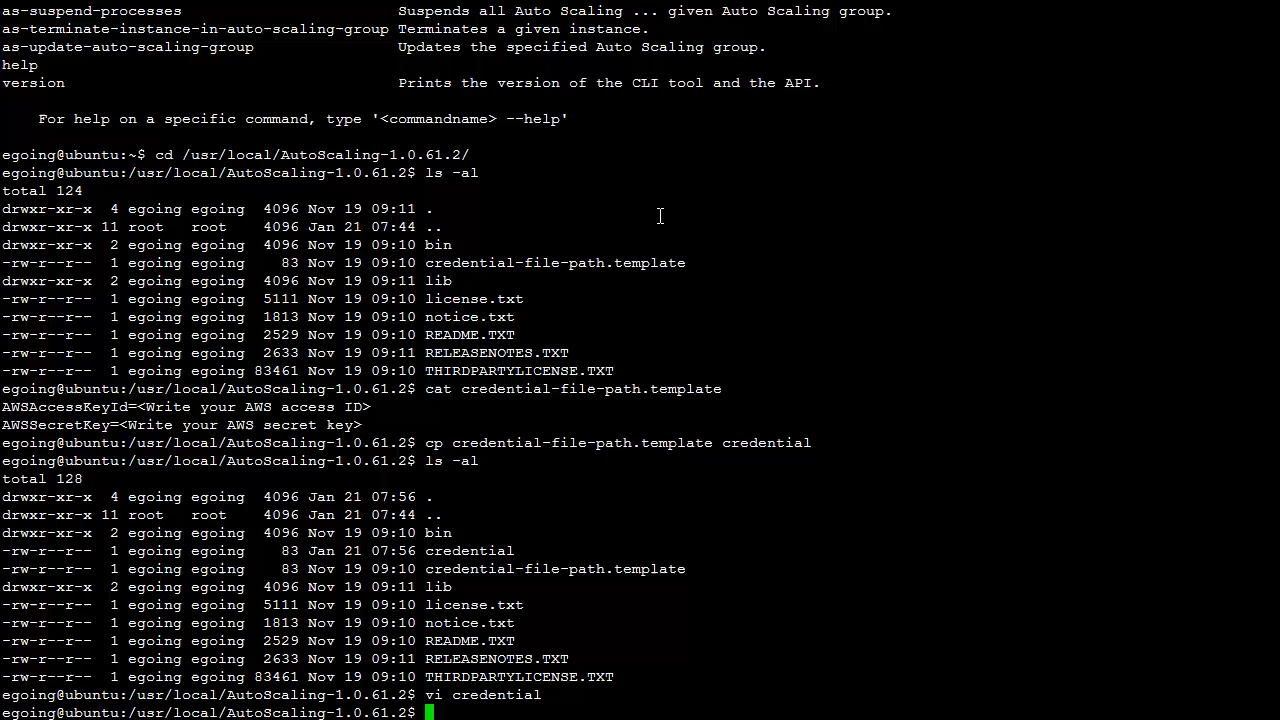 as-suspend-processes                        Suspends all Auto Scaling ... given Auto Scaling group.
as-terminate-instance-in-auto-scaling-group Terminates a given instance.
as-update-auto-scaling-group                Updates the specified Auto Scaling group.
help
version                                     Prints the version of the CLI tool and the API.
    For help on a specific command, type '<commandname> --help'
egoing@ubuntu:~$ cd /usr/local/AutoScaling-1.0.61.2/
egoing@ubuntu:/usr/local/AutoScaling-1.0.61.2$ ls -al
total 124
drwxr-xr-x  4 egoing egoing  4096 Nov 19 09:11 .
drwxr-xr-x 11 root   root    4096 Jan 21 07:44 ..
drwxr-xr-x  2 egoing egoing  4096 Nov 19 09:10 bin
-rw-r--r--  1 egoing egoing    83 Nov 19 09:10 credential-file-path.template
drwxr-xr-x  2 egoing egoing  4096 Nov 19 09:11 lib
-rw-r--r--  1 egoing egoing  5111 Nov 19 09:10 license.txt
-rw-r--r--  1 egoing egoing  1813 Nov 19 09:10 notice.txt
-rw-r--r--  1 egoing egoing  2529 Nov 19 09:10 README.TXT
-rw-r--r--  1 egoing egoing  2633 Nov 19 09:11 RELEASENOTES.TXT
-rw-r--r--  1 egoing egoing 83461 Nov 19 09:10 THIRDPARTYLICENSE.TXT
egoing@ubuntu:/usr/local/AutoScaling-1.0.61.2$ cat credential-file-path.template
AWSAccessKeyId=<Write your AWS access ID>
AWSSecretKey=<Write your AWS secret key>
egoing@ubuntu:/usr/local/AutoScaling-1.0.61.2$ cp credential-file-path.template credential
egoing@ubuntu:/usr/local/AutoScaling-1.0.61.2$ ls -al
total 128
drwxr-xr-x  4 egoing egoing  4096 Jan 21 07:56 .
drwxr-xr-x 11 root   root    4096 Jan 21 07:44 ..
drwxr-xr-x  2 egoing egoing  4096 Nov 19 09:10 bin
-rw-r--r--  1 egoing egoing    83 Jan 21 07:56 credential
-rw-r--r--  1 egoing egoing    83 Nov 19 09:10 credential-file-path.template
drwxr-xr-x  2 egoing egoing  4096 Nov 19 09:11 lib
-rw-r--r--  1 egoing egoing  5111 Nov 19 09:10 license.txt
-rw-r--r--  1 egoing egoing  1813 Nov 19 09:10 notice.txt
-rw-r--r--  1 egoing egoing  2529 Nov 19 09:10 README.TXT
-rw-r--r--  1 egoing egoing  2633 Nov 19 09:11 RELEASENOTES.TXT
-rw-r--r--  1 egoing egoing 83461 Nov 19 09:10 THIRDPARTYLICENSE.TXT
egoing@ubuntu:/usr/local/AutoScaling-1.0.61.2$ vi credential
egoing@ubuntu:/usr/local/AutoScaling-1.0.61.2$